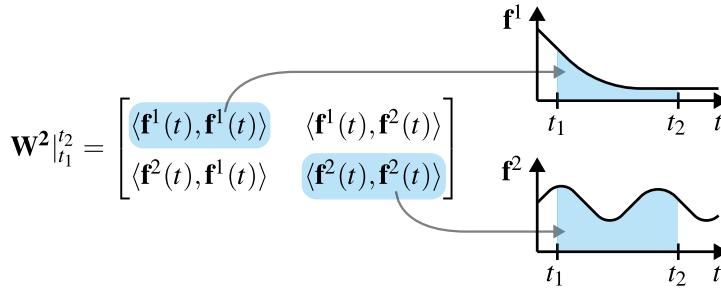 W²|ₜ₁ᵗ² = [⟨f¹(t), f¹(t)⟩ ⟨f¹(t), f²(t)⟩
⟨f²(t), f¹(t)⟩ ⟨f²(t), f²(t)⟩]
f¹
t₁ t₂ t
f²
t₁ t₂ t